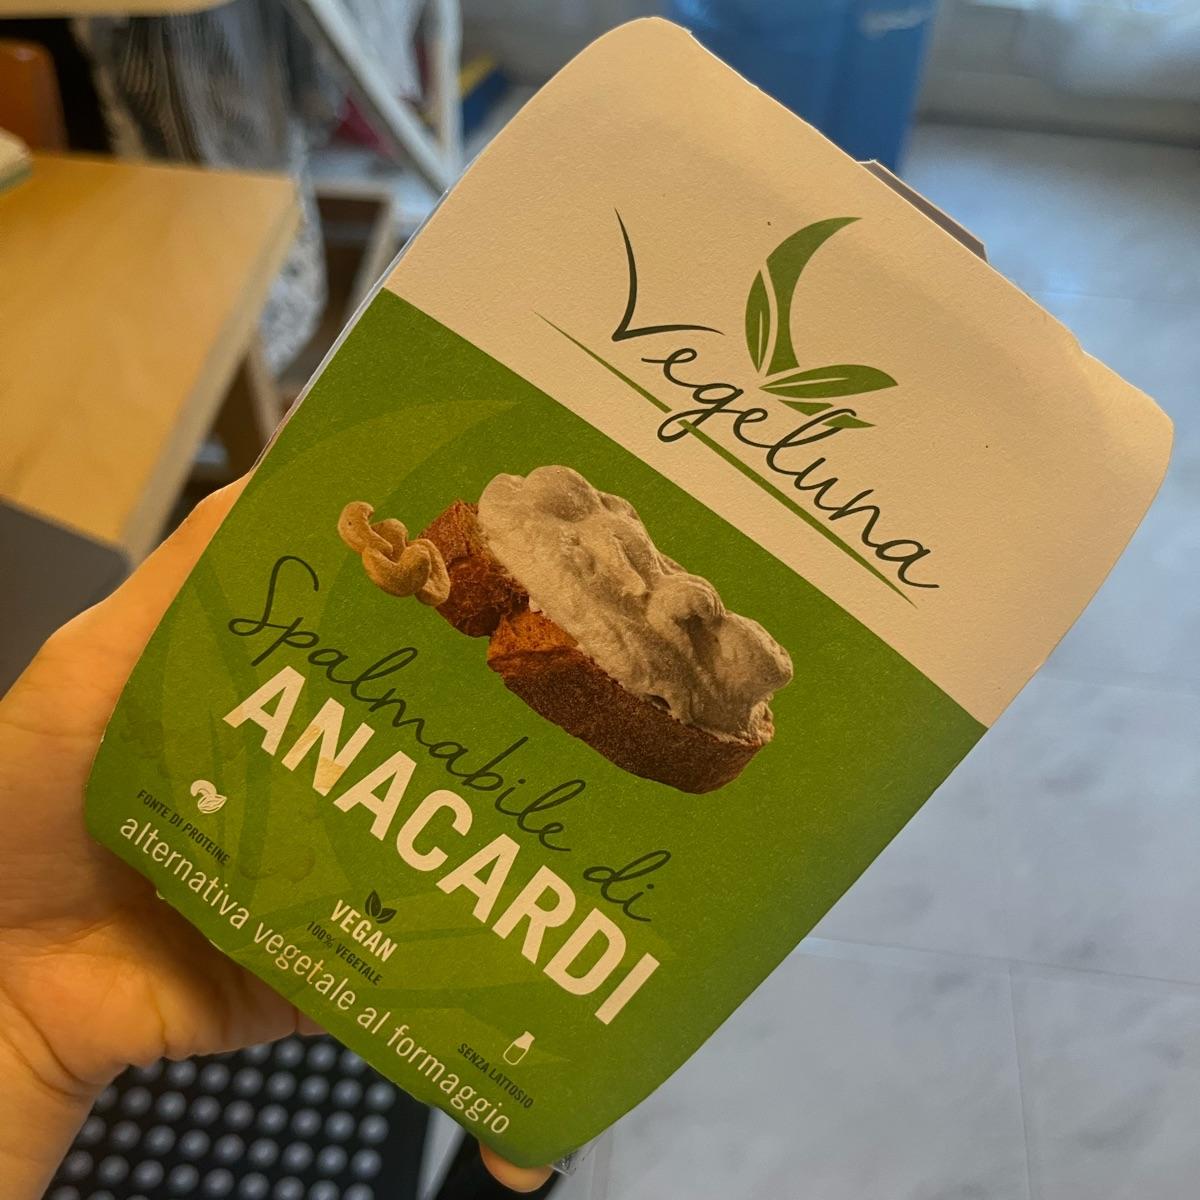 Vegeluna
Spalmabile di
ANACARDI
FONTE DI PROTEINE
VEGAN
100% VEGETALE
SENZA LATTOSIO
alternativa vegetale al formaggio